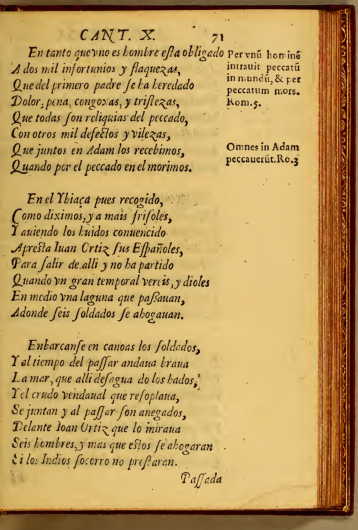 CANT. X. 71
En tanto que vno es hombre esta obligado
A dos mil infortunios y flaquezas,
Que del primero padre se ha heredado
Dolor, pena, congoxas, y tristezas,
Que todas son reliquias del peccado,
Con otros mil defectos y vilezas,
Que juntos en Adam los recebimos,
Quando por el peccado en el morimos.
Per vnũ hominẽ
intrauit peccatũ
in mundũ, & per
peccatum mors.
Rom. 5.
Omnes in Adam
peccauerũt. Ro. 3
En el Ybiaça pues recogido,
Como diximos, y a mais frisoles,
Y auiendo los huidos conuencido
Apresta Iuan Ortiz sus Españoles,
Para salir de alli y no ha partido
Quando vn gran temporal vereis, y dioles
En medio vna laguna que passauan,
Adonde seis soldados se ahogauan.
Enbarcanse en canoas los soldados,
Y al tiempo del passar andaua braua
La mar, que alli desagua do los hados,
Y el crudo vendaual que resoplaua,
Se juntan y al passar son anegados,
Delante Ioan Ortiz que lo miraua
Seis hombres, y mas que estos se ahogaran
Si los Indios socorro no prestaran.
Passada